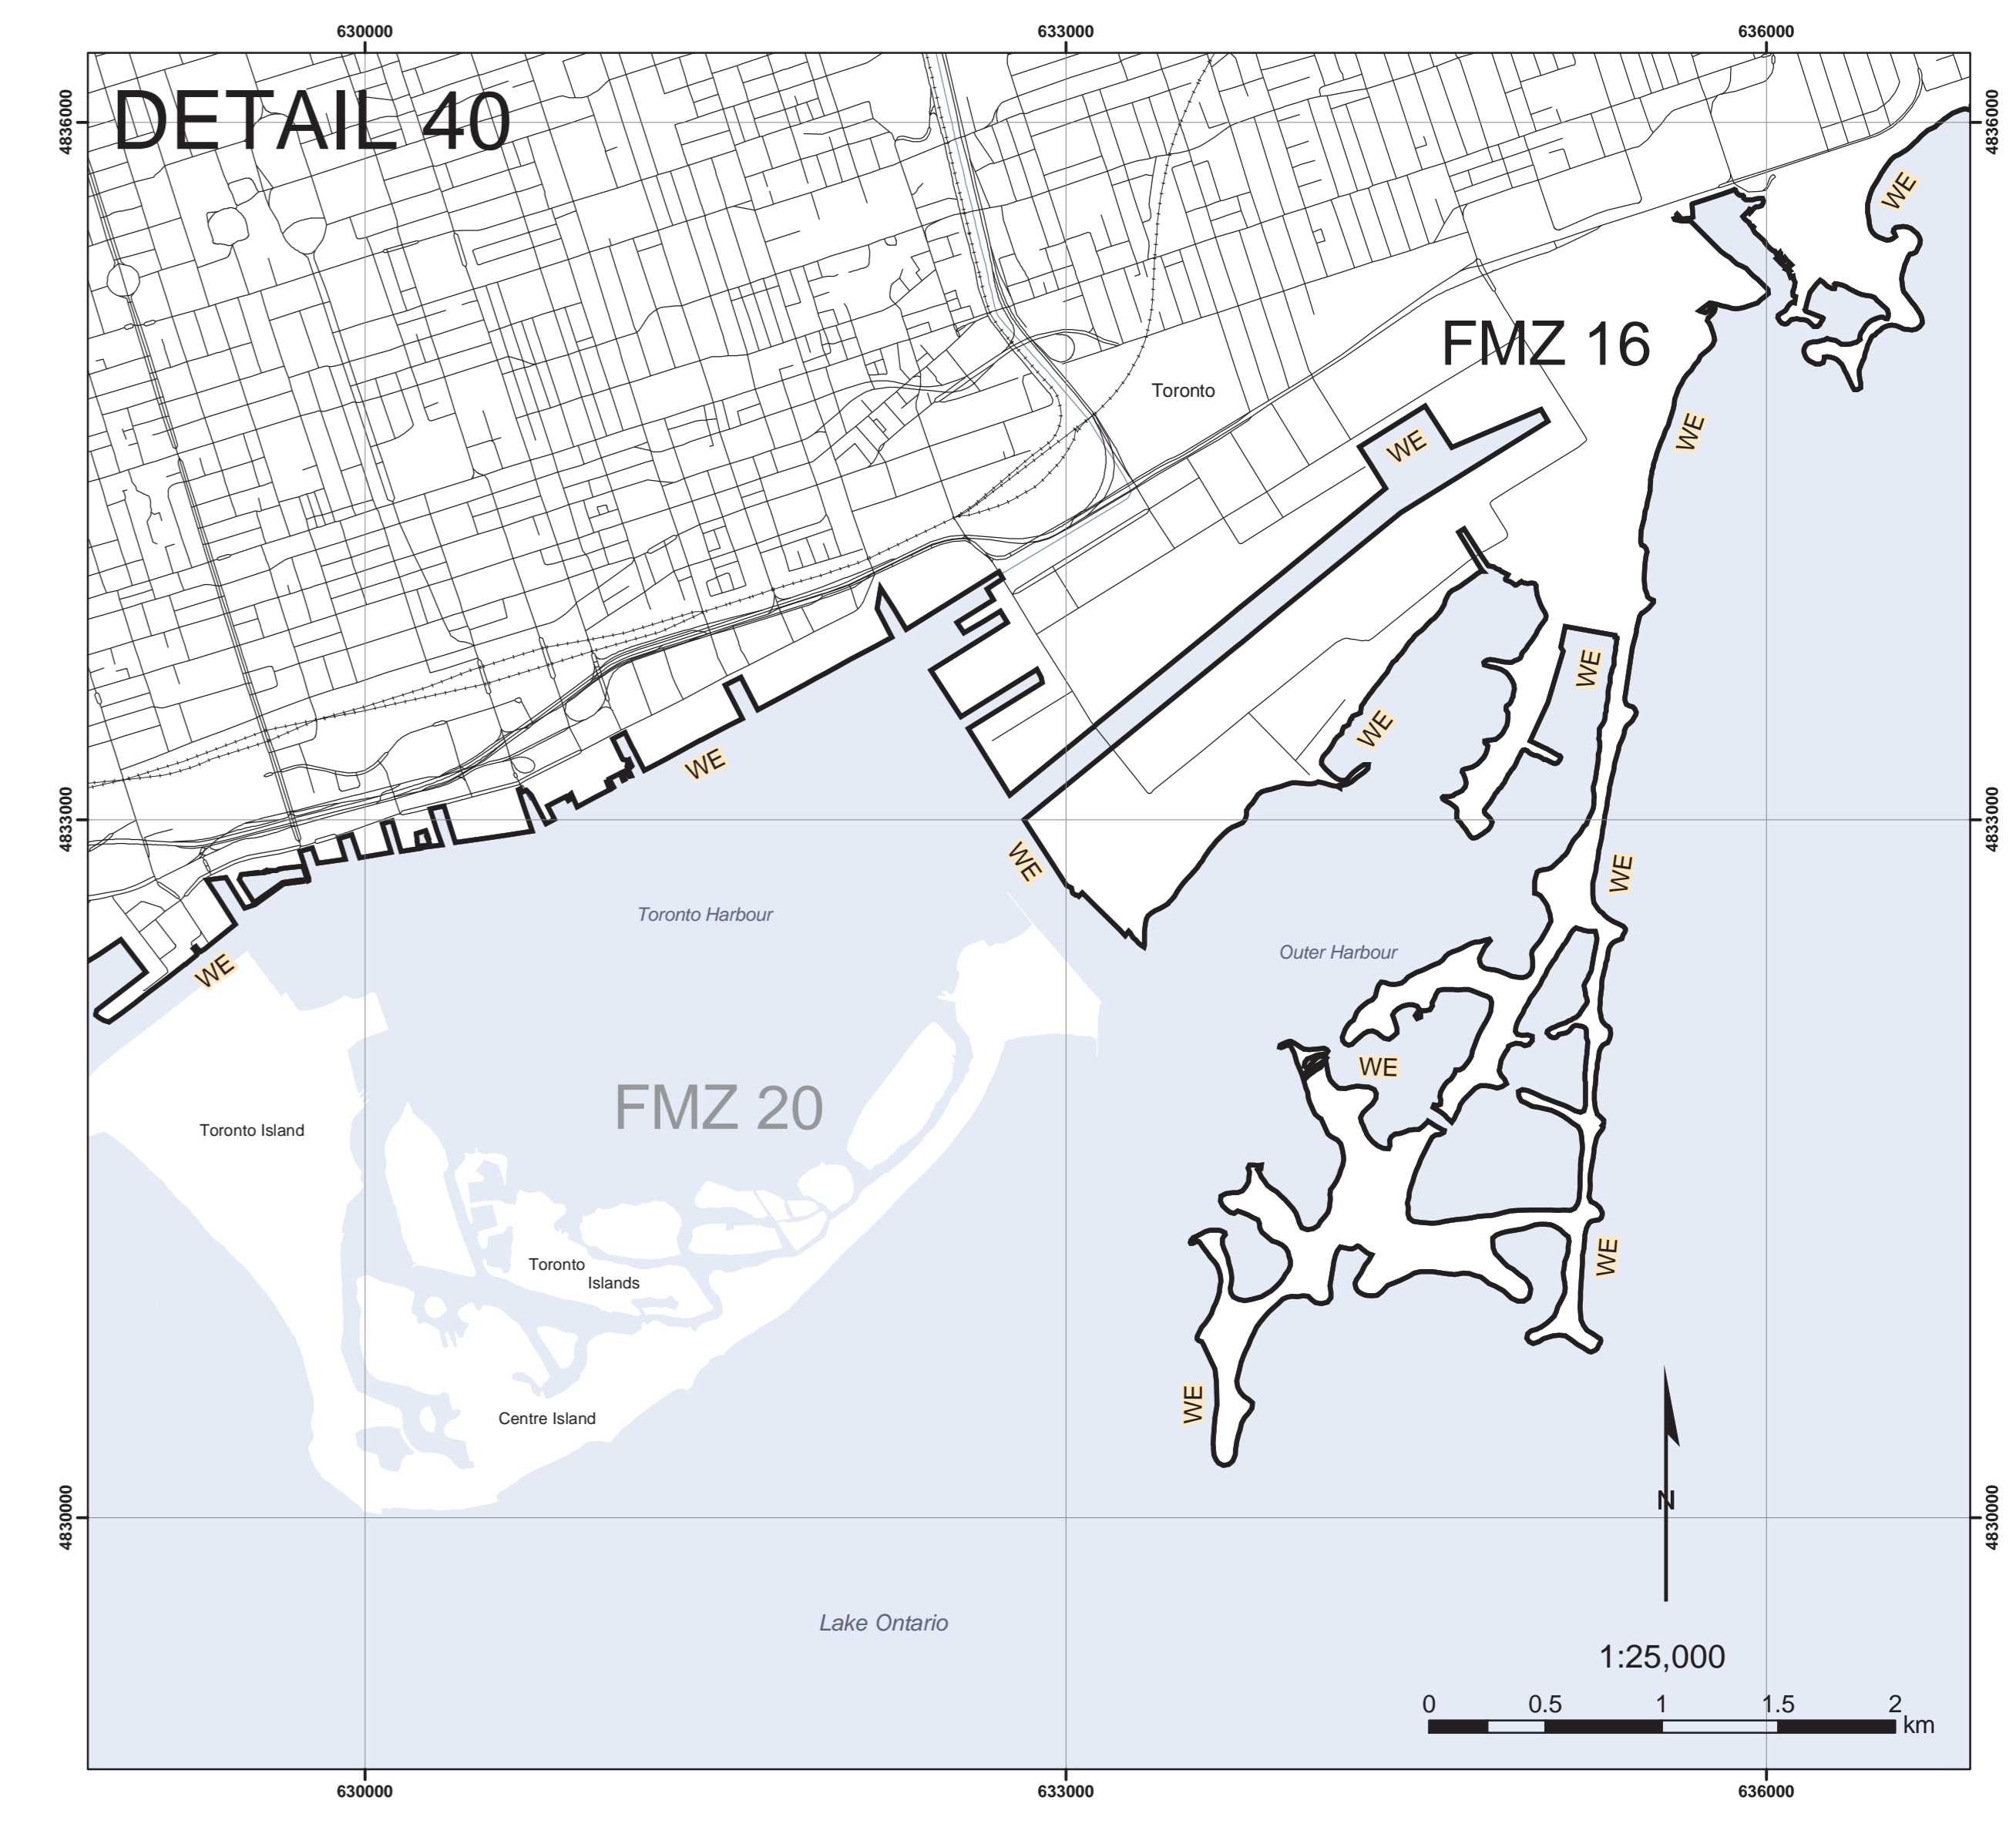 630000
633000
636000
4836000
4836000
DETAIL 40
WE
FMZ 16
WE
Toronto
WE
WE
WE
WE
4833000
4833000
WE
WE
Toronto Harbour
Outer Harbour
WE
WE
FMZ 20
Toronto Island
WE
Toronto
Islands
WE
Centre Island
4830000
4830000
N
Lake Ontario
1:25,000
0
0.5
1
1.5
2
km
630000
633000
636000